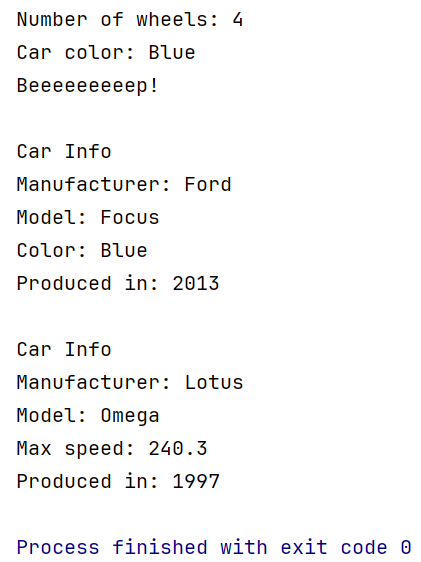 Number of wheels: 4
Car color: Blue
Beeeeeeeeep!
Car Info
Manufacturer: Ford
Model: Focus
Color: Blue
Produced in: 2013
Car Info
Manufacturer: Lotus
Model: Omega
Max speed: 240.3
Produced in: 1997
Process finished with exit code 0